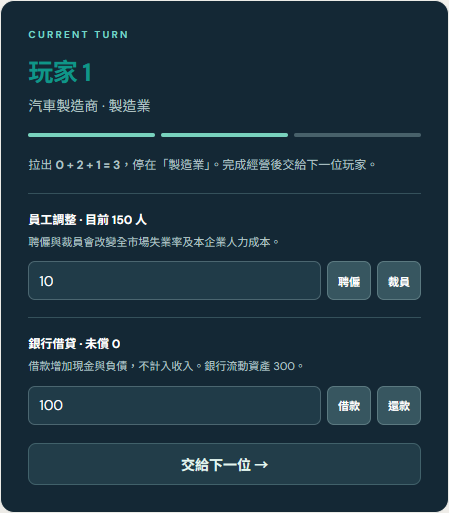 CURRENT TURN
玩家 1
汽車製造商 · 製造業
拉出 0 + 2 + 1 = 3，停在「製造業」。完成經營後交給下一位玩家。
員工調整 · 目前 150 人
聘僱與裁員會改變全市場失業率及本企業人力成本。
10 聘僱 裁員
銀行借貸 · 未償 0
借款增加現金與負債，不計入收入。銀行流動資產 300。
100 借款 還款
交給下一位 →